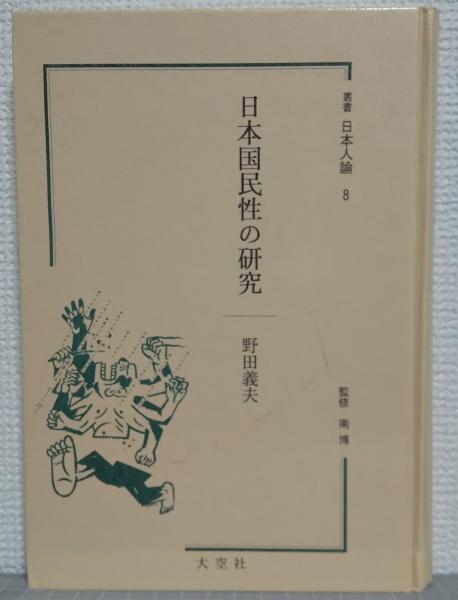 叢書 日本人論 8
日本国民性の研究
野田義夫
監修 南博
大空社